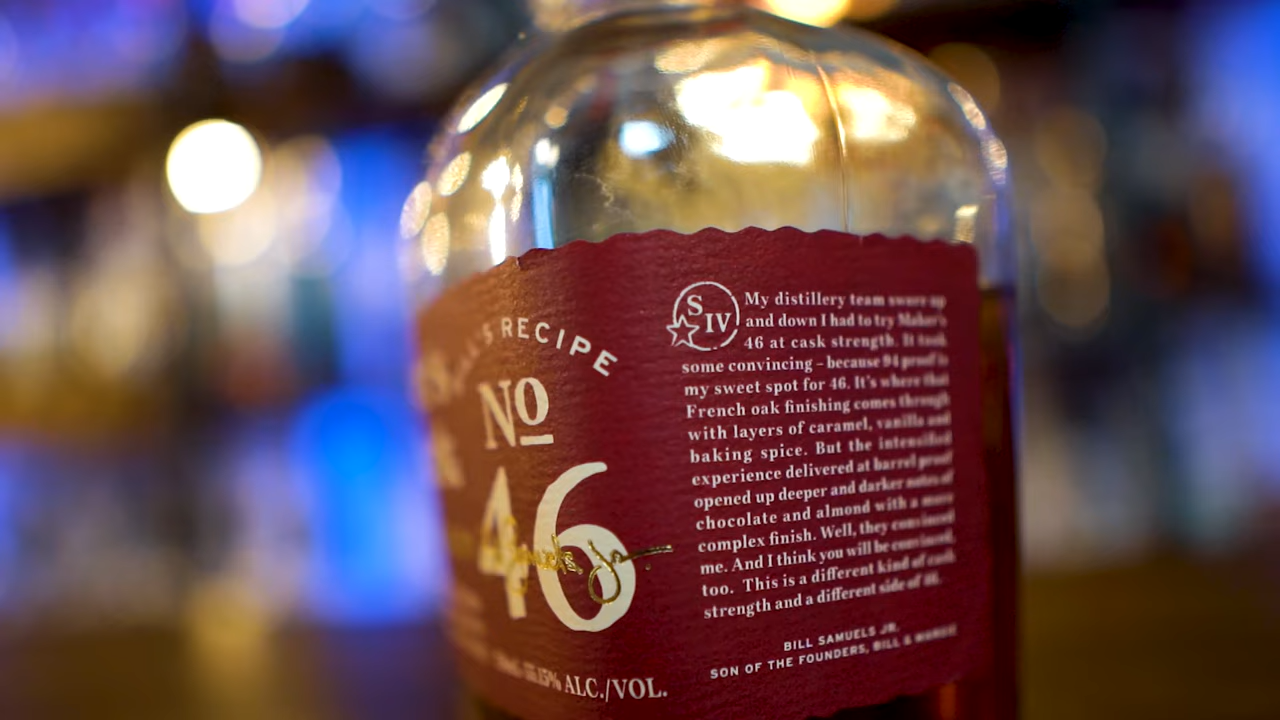 RECIPE
No
46
Samuels Jr.
% ALC./VOL.
S
IV
My distillery team swore up
and down I had to try Maker's
46 at cask strength. It took
some convincing – because 94 proof is
my sweet spot for 46. It's where that
French oak finishing comes through
with layers of caramel, vanilla and
baking spice. But the intensified
experience delivered at barrel proof
opened up deeper and darker notes of
chocolate and almond with a more
complex finish. Well, they convinced
me. And I think you will be convinced,
too. This is a different kind of cask
strength and a different side of 46.
BILL SAMUELS JR.
SON OF THE FOUNDERS, BILL & MARGIE